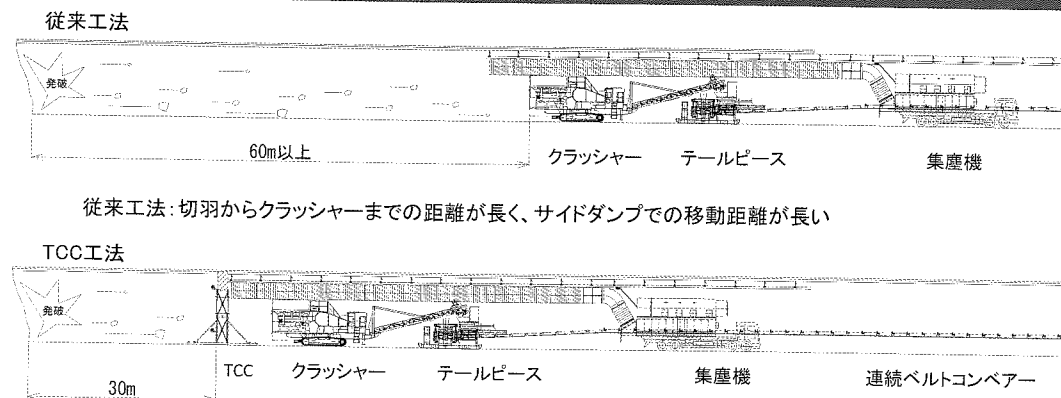 従来工法
発破
60m以上
クラッシャー
テールピース
集塵機
従来工法:切羽からクラッシャーまでの距離が長く、サイドダンプでの移動距離が長い
TCC工法
発破
30m
TCC
クラッシャー
テールピース
集塵機
連続ベルトコンベアー